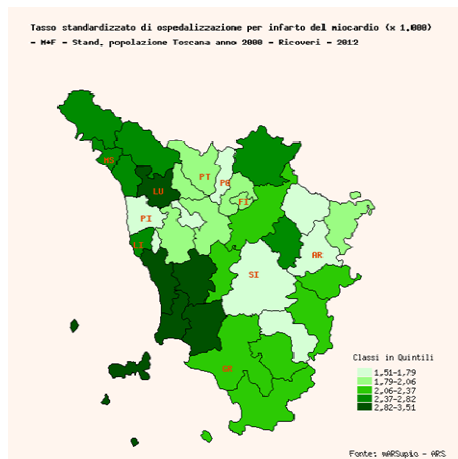 Tasso standardizzato di ospedalizzazione per infarto del miocardio (x 1.000)
- M+F - Stand. popolazione Toscana anno 2000 - Ricoveri - 2012
MS
LU
PT
PO
FI
PI
LI
AR
SI
GR
Classi in Quintili
1,51-1,79
1,79-2,06
2,06-2,37
2,37-2,82
2,82-3,51
Fonte: mARSupio - ARS